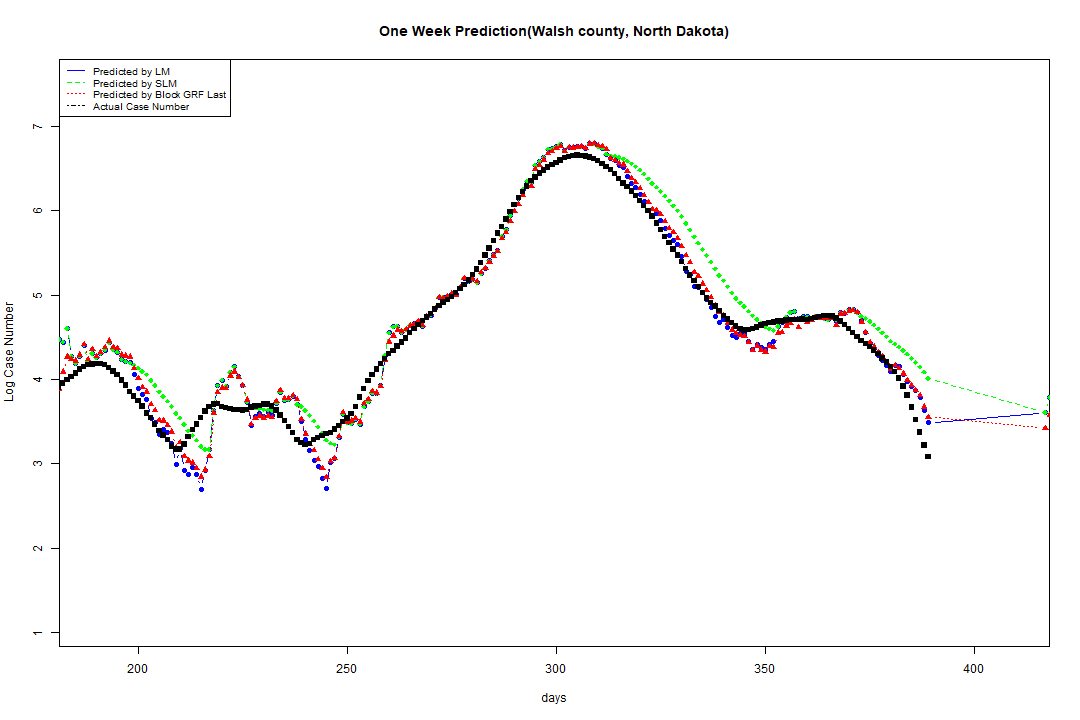 One Week Prediction(Walsh county, North Dakota)
Predicted by LM
Predicted by SLM
Predicted by Block GRF Last
Actual Case Number
7
6
5
4
3
2
1
Log Case Number
200 250 300 350 400
days